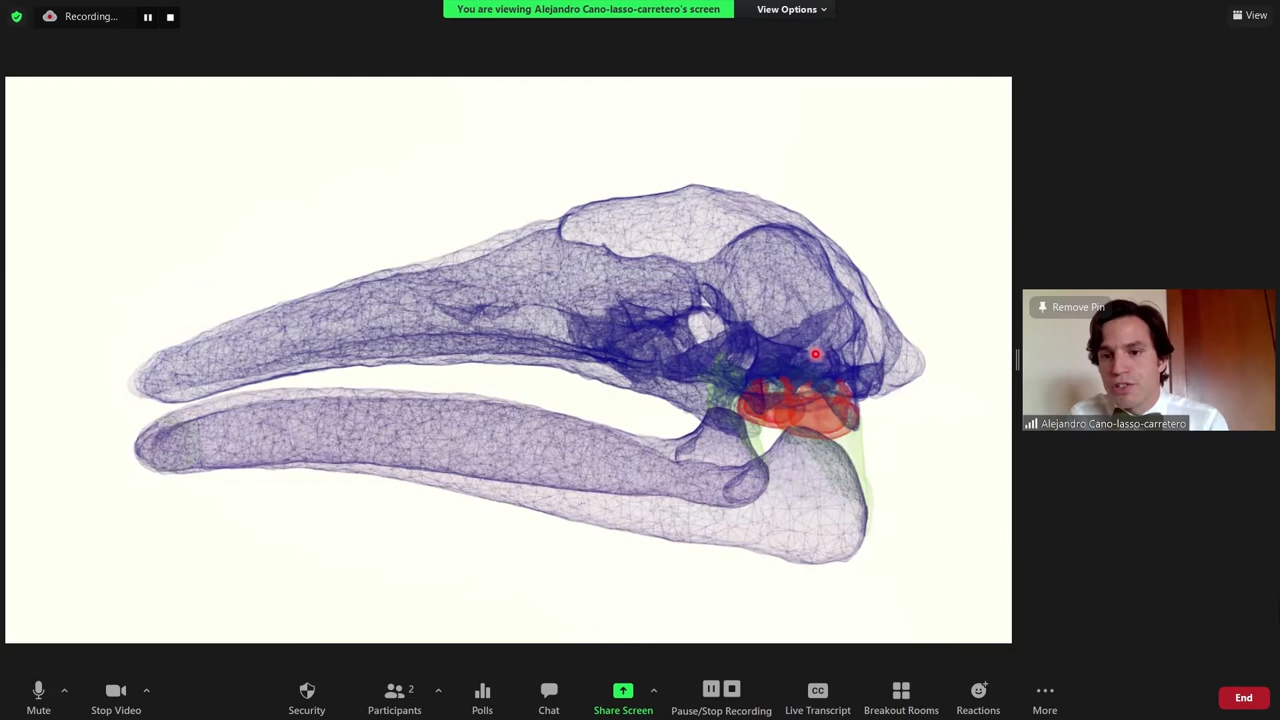 Recording...
You are viewing Alejandro Cano-lasso-carretero's screen
View Options
View
Remove Pin
Alejandro Cano-lasso-carretero
Mute
Stop Video
Security
Participants
2
Polls
Chat
Share Screen
Pause/Stop Recording
CC
Live Transcript
Breakout Rooms
Reactions
More
End